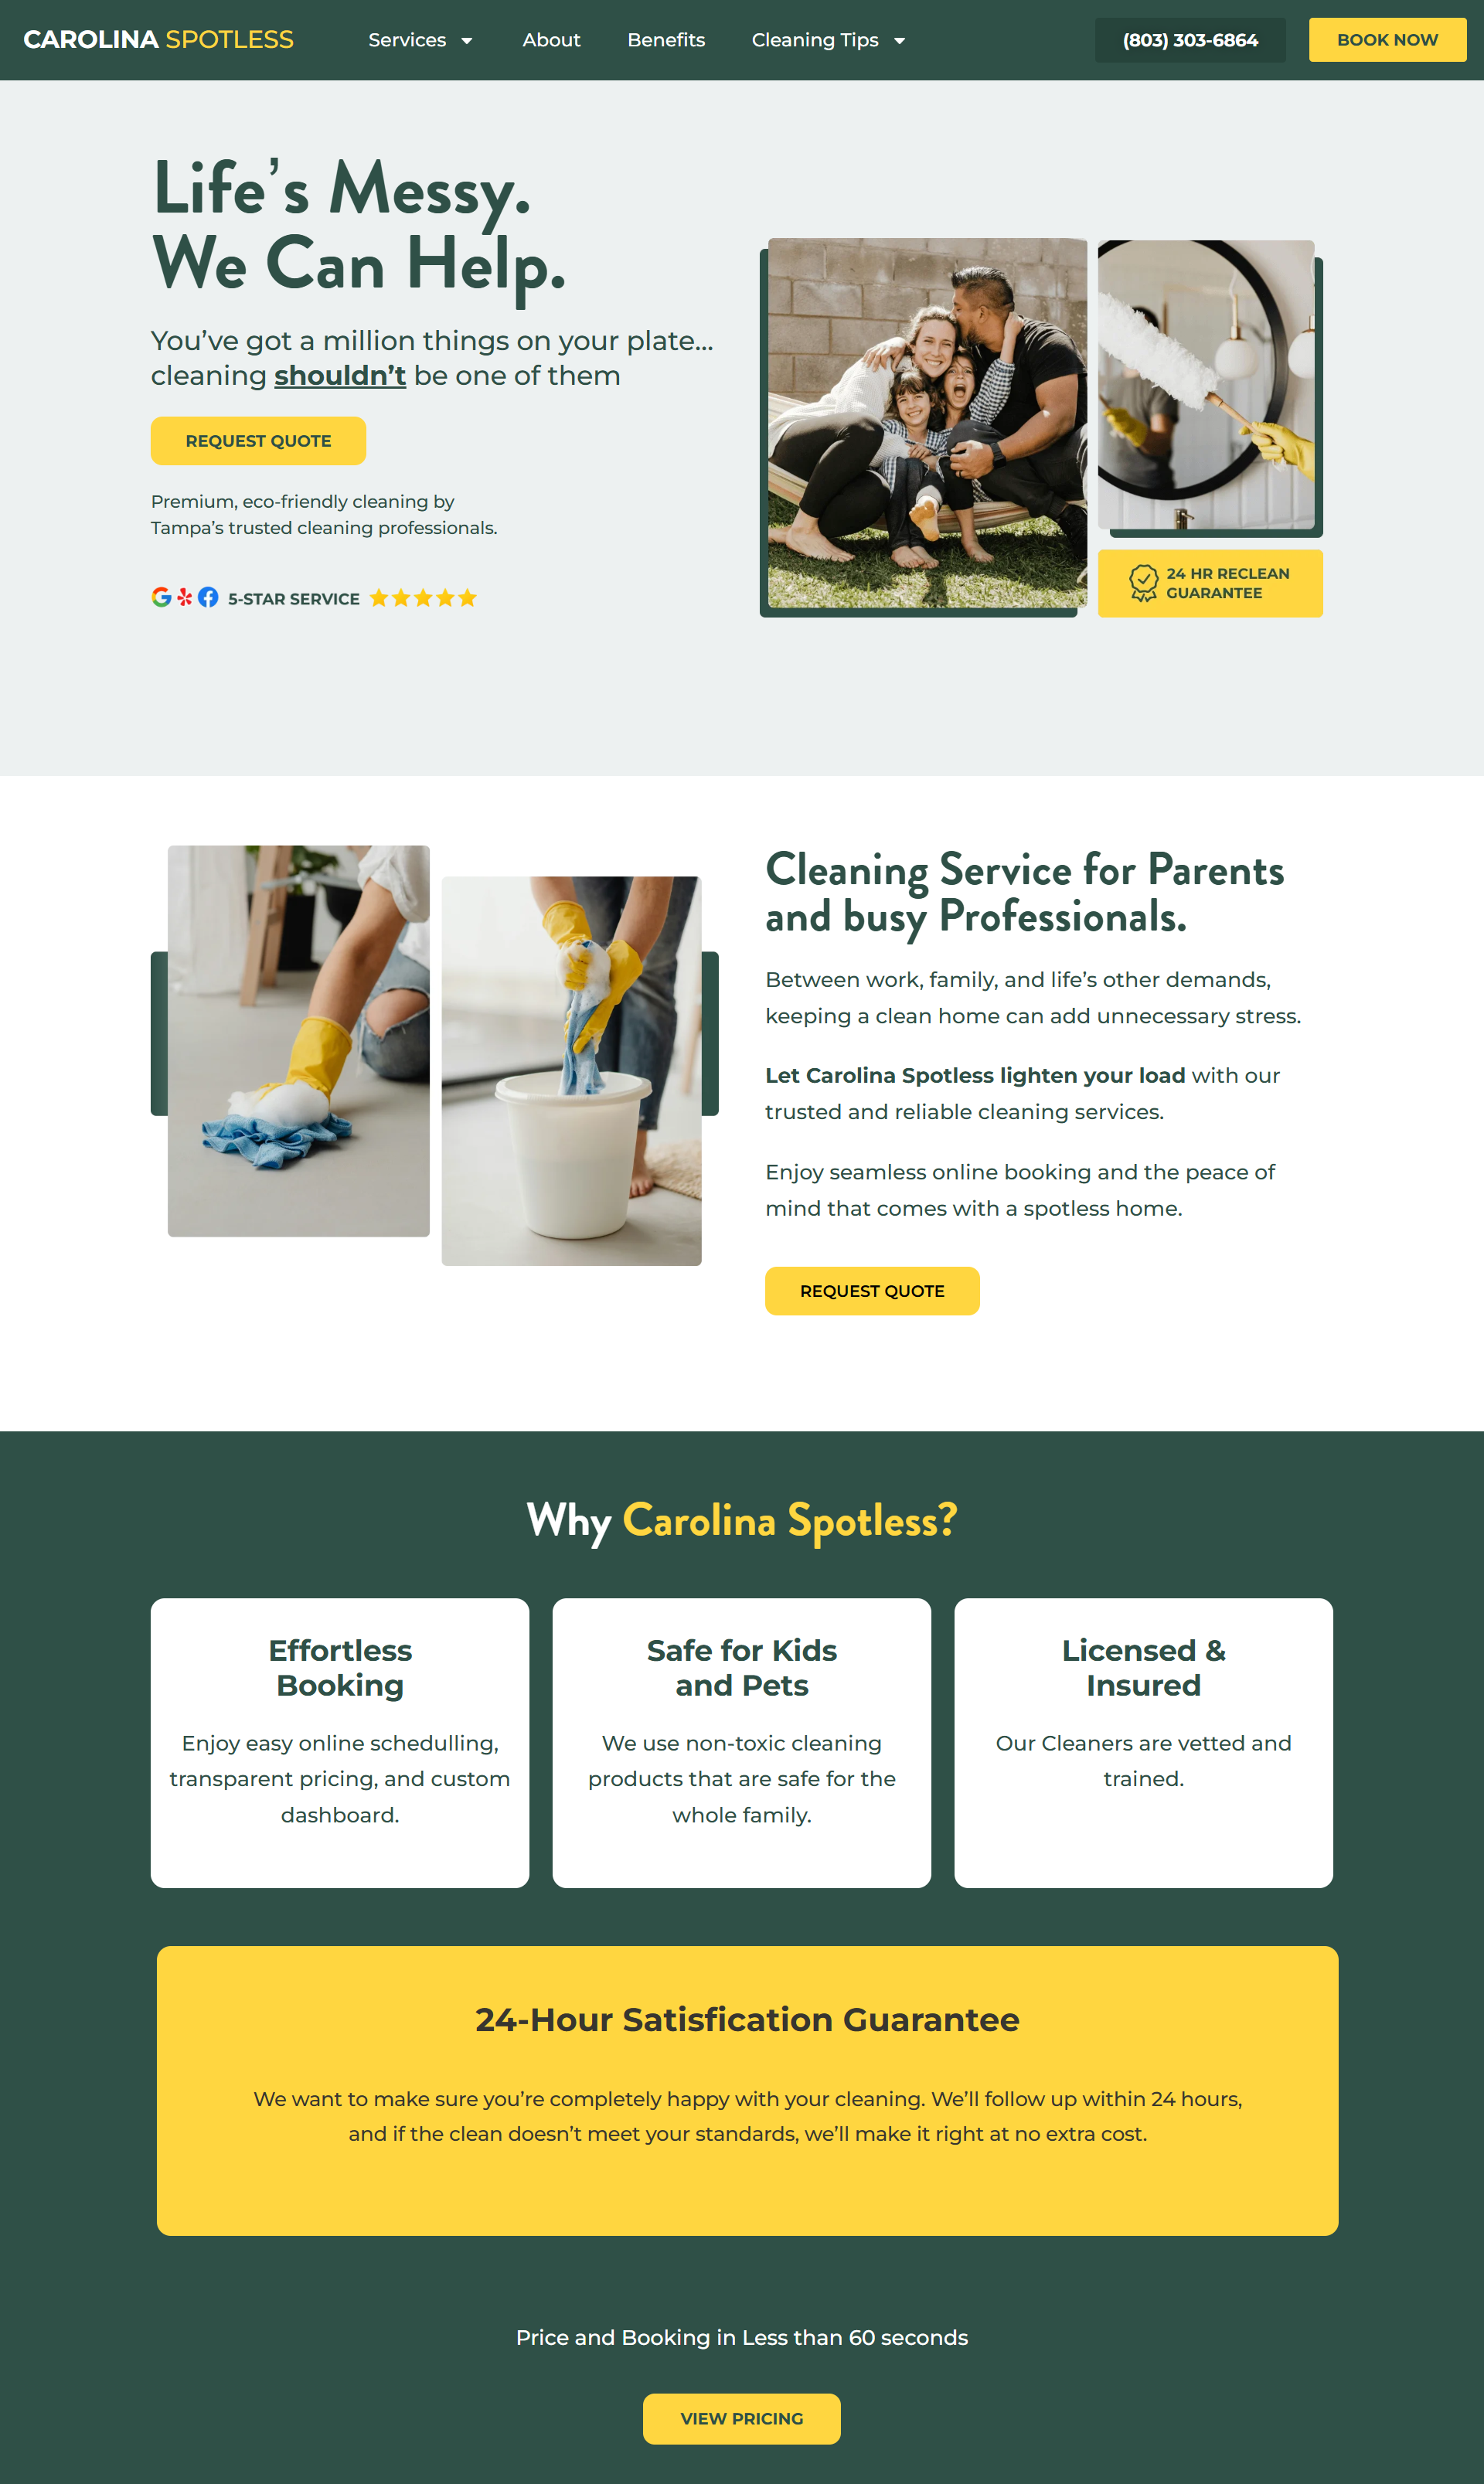 CAROLINA SPOTLESS
Services
About
Benefits
Cleaning Tips
(803) 303-6864
BOOK NOW
Life's Messy.
We Can Help.
You've got a million things on your plate...
cleaning shouldn't be one of them
REQUEST QUOTE
Premium, eco-friendly cleaning by
Tampa's trusted cleaning professionals.
5-STAR SERVICE
24 HR RECLEAN
GUARANTEE
Cleaning Service for Parents
and busy Professionals.
Between work, family, and life's other demands,
keeping a clean home can add unnecessary stress.
Let Carolina Spotless lighten your load with our
trusted and reliable cleaning services.
Enjoy seamless online booking and the peace of
mind that comes with a spotless home.
REQUEST QUOTE
Why Carolina Spotless?
Effortless
Booking
Enjoy easy online schedulling,
transparent pricing, and custom
dashboard.
Safe for Kids
and Pets
We use non-toxic cleaning
products that are safe for the
whole family.
Licensed &
Insured
Our Cleaners are vetted and
trained.
24-Hour Satisfication Guarantee
We want to make sure you're completely happy with your cleaning. We'll follow up within 24 hours,
and if the clean doesn't meet your standards, we'll make it right at no extra cost.
Price and Booking in Less than 60 seconds
VIEW PRICING